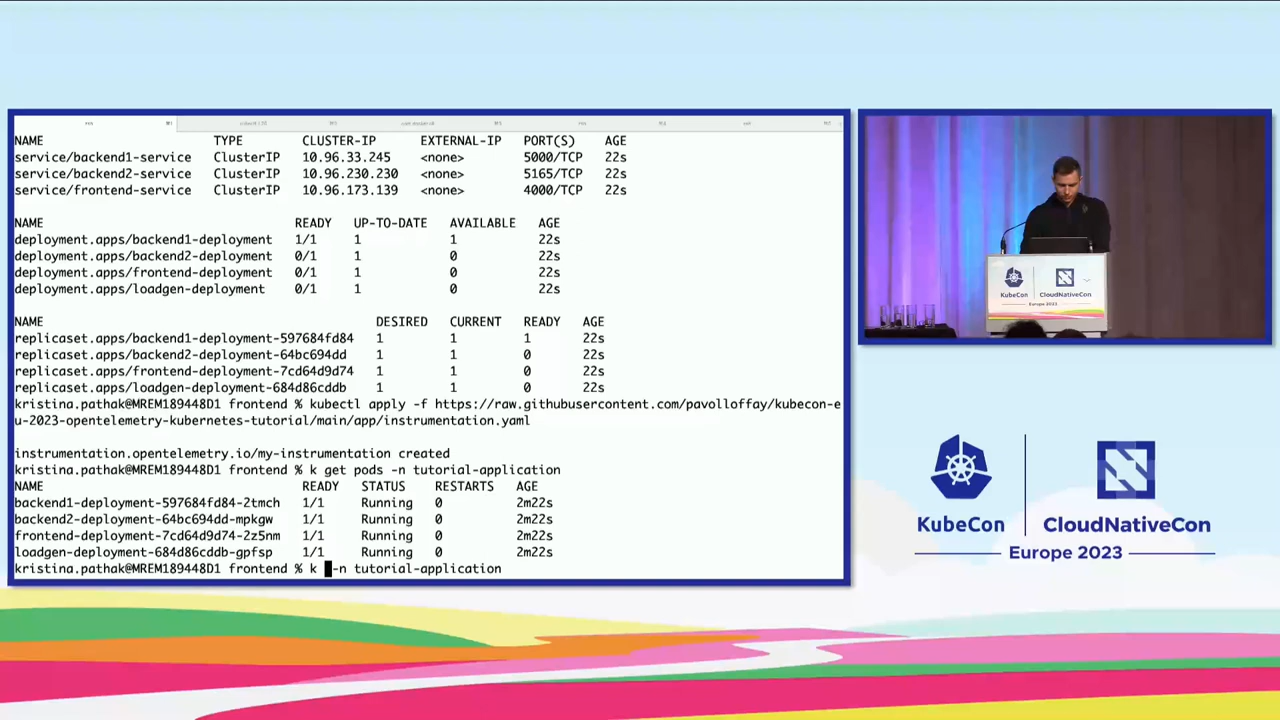 NAME TYPE CLUSTER-IP EXTERNAL-IP PORT(S) AGE
service/backend1-service ClusterIP 10.96.33.245 <none> 5000/TCP 22s
service/backend2-service ClusterIP 10.96.230.230 <none> 5165/TCP 22s
service/frontend-service ClusterIP 10.96.173.139 <none> 4000/TCP 22s
NAME READY UP-TO-DATE AVAILABLE AGE
deployment.apps/backend1-deployment 1/1 1 1 22s
deployment.apps/backend2-deployment 0/1 1 0 22s
deployment.apps/frontend-deployment 0/1 1 0 22s
deployment.apps/loadgen-deployment 0/1 1 0 22s
NAME DESIRED CURRENT READY AGE
replicaset.apps/backend1-deployment-597684fd84 1 1 1 22s
replicaset.apps/backend2-deployment-64bc694dd 1 1 0 22s
replicaset.apps/frontend-deployment-7cd64d9d74 1 1 0 22s
replicaset.apps/loadgen-deployment-684d86cddb 1 1 0 22s
kristina.pathak@MREM189448D1 frontend % kubectl apply -f https://raw.githubusercontent.com/pavolloffay/kubecon-e
u-2023-opentelemetry-kubernetes-tutorial/main/app/instrumentation.yaml
instrumentation.opentelemetry.io/my-instrumentation created
kristina.pathak@MREM189448D1 frontend % k get pods -n tutorial-application
NAME READY STATUS RESTARTS AGE
backend1-deployment-597684fd84-2tmch 1/1 Running 0 2m22s
backend2-deployment-64bc694dd-mpkgw 1/1 Running 0 2m22s
frontend-deployment-7cd64d9d74-2z5nm 1/1 Running 0 2m22s
loadgen-deployment-684d86cddb-gpfsp 1/1 Running 0 2m22s
kristina.pathak@MREM189448D1 frontend % k -n tutorial-application
KubeCon CloudNativeCon
Europe 2023
KubeCon CloudNativeCon
Europe 2023